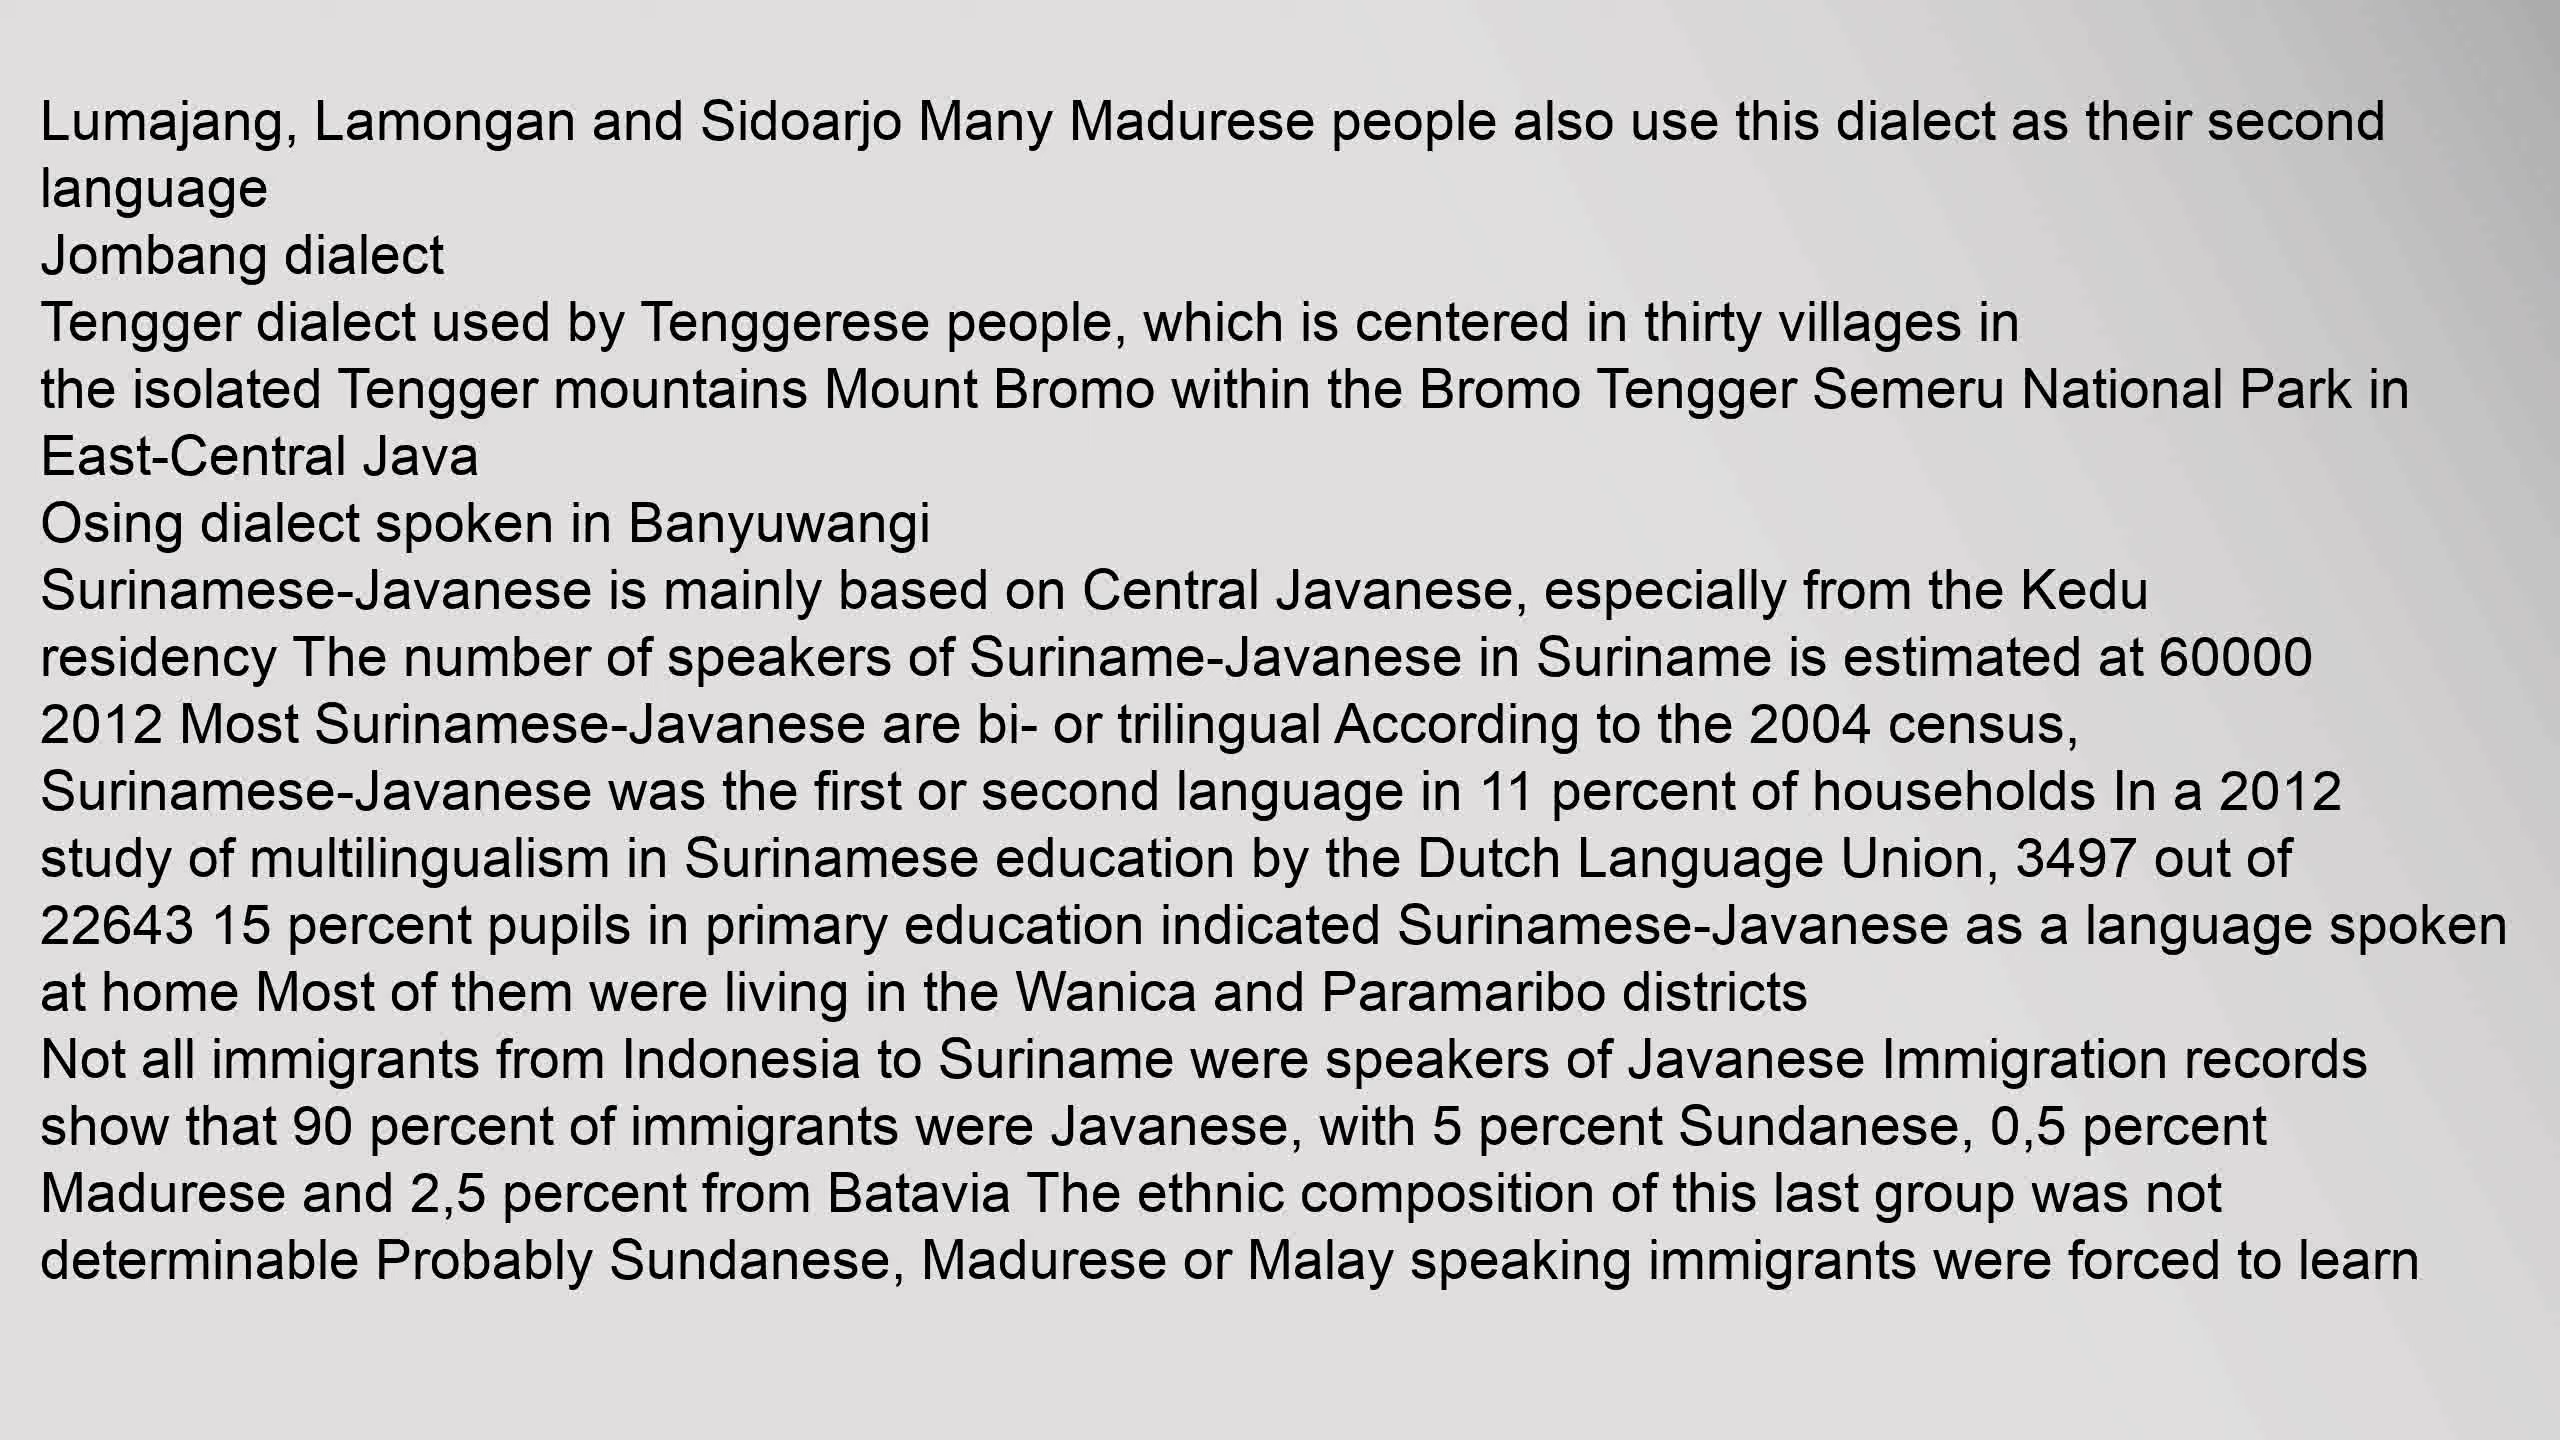 Lumajang, Lamongan and Sidoarjo Many Madurese people also use this dialect as their second
language
Jombang dialect
Tengger dialect used by Tenggerese people, which is centered in thirty villages in
the isolated Tengger mountains Mount Bromo within the Bromo Tengger Semeru National Park in
East-Central Java
Osing dialect spoken in Banyuwangi
Surinamese-Javanese is mainly based on Central Javanese, especially from the Kedu
residency The number of speakers of Suriname-Javanese in Suriname is estimated at 60000
2012 Most Surinamese-Javanese are bi- or trilingual According to the 2004 census,
Surinamese-Javanese was the first or second language in 11 percent of households In a 2012
study of multilingualism in Surinamese education by the Dutch Language Union, 3497 out of
22643 15 percent pupils in primary education indicated Surinamese-Javanese as a language spoken
at home Most of them were living in the Wanica and Paramaribo districts
Not all immigrants from Indonesia to Suriname were speakers of Javanese Immigration records
show that 90 percent of immigrants were Javanese, with 5 percent Sundanese, 0,5 percent
Madurese and 2,5 percent from Batavia The ethnic composition of this last group was not
determinable Probably Sundanese, Madurese or Malay speaking immigrants were forced to learn